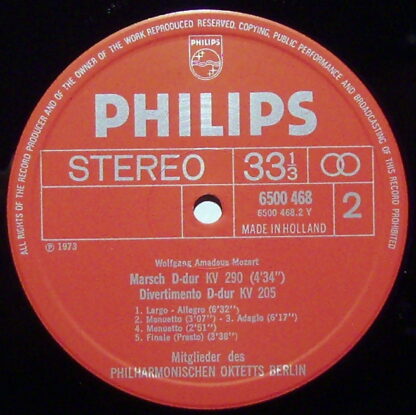 ALL RIGHTS OF THE RECORD PRODUCER AND OF THE OWNER OF THE WORK REPRODUCED RESERVED. COPYING, PUBLIC PERFORMANCE AND BROADCASTING OF THIS RECORD PROHIBITED
PHILIPS
PHILIPS
STEREO 33 1/3
6500 468
6500 468.2 Y
2
MADE IN HOLLAND
Ⓟ 1973
Wolfgang Amadeus Mozart
Marsch D-dur KV 290 (4'34")
Divertimento D-dur KV 205
1. Largo - Allegro (6'32")
2. Menuetto (3'07") - 3. Adagio (6'17")
4. Menuetto (2'51")
5. Finale (Presto) (3'36")
Mitglieder des
PHILHARMONISCHEN OKTETTS BERLIN